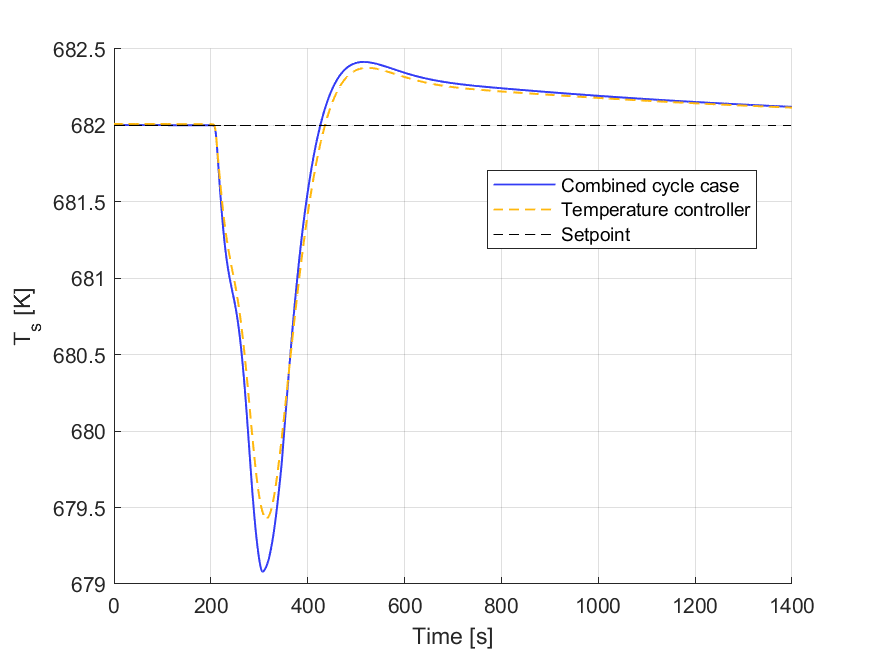 682.5
682
681.5
681
680.5
680
679.5
679
T_s [K]
0 200 400 600 800 1000 1200 1400
Time [s]
Combined cycle case
Temperature controller
Setpoint